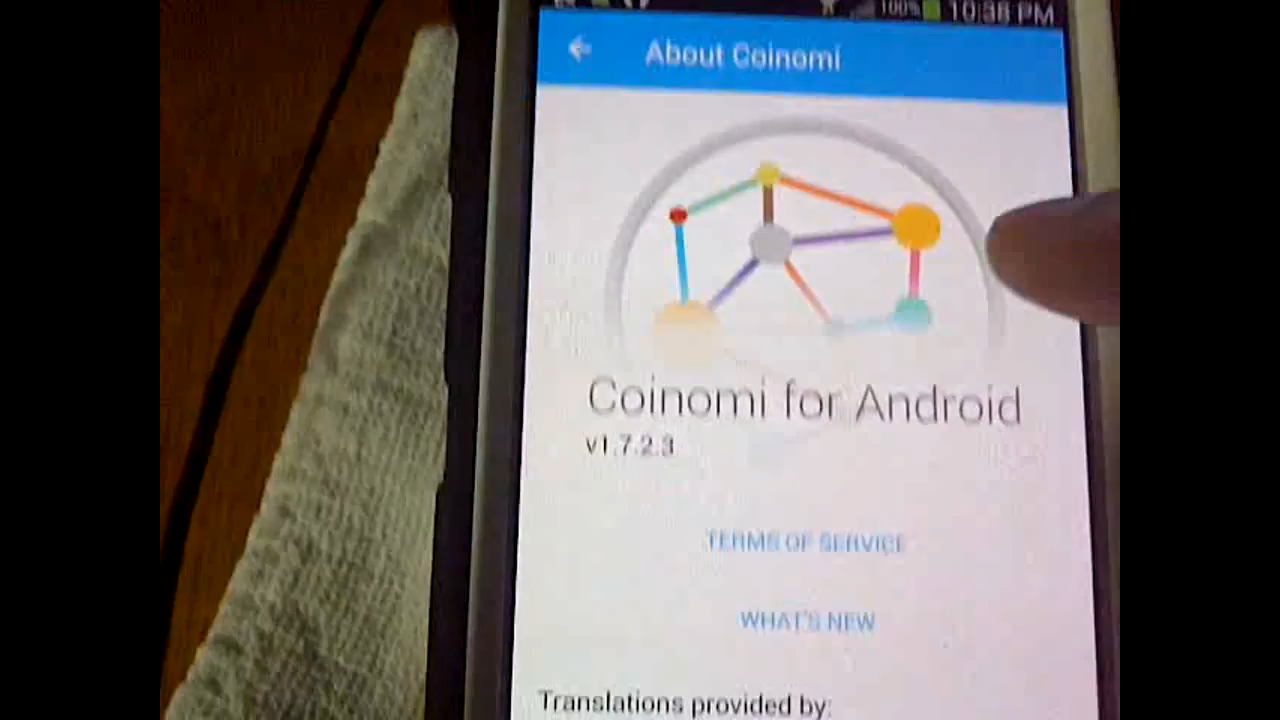 100% 10:38 PM
About Coinomi
Coinomi for Android
v1.7.2.3
TERMS OF SERVICE
WHAT'S NEW
Translations provided by: